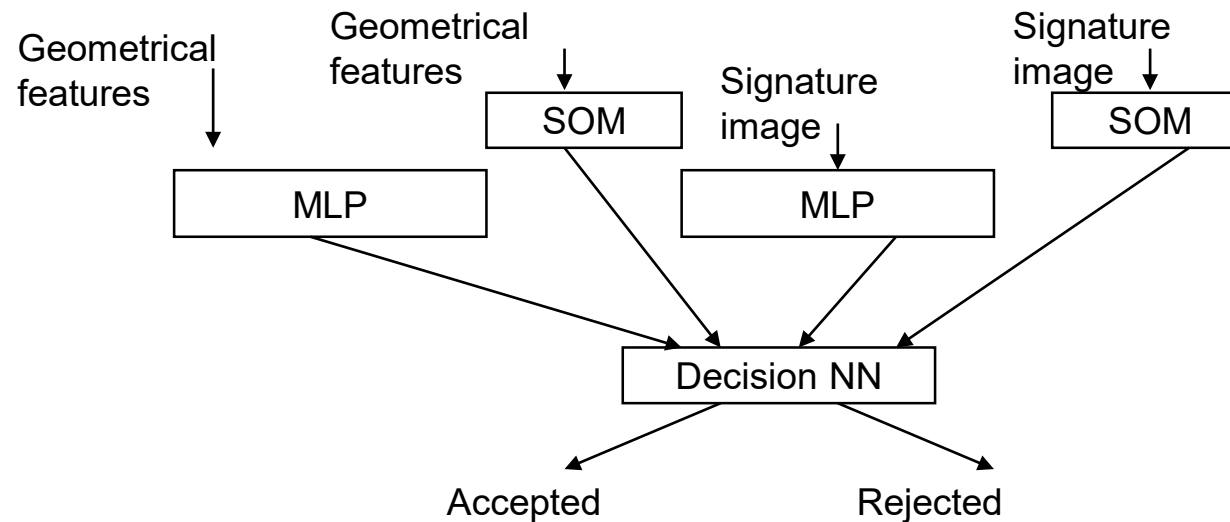 Geometrical
features
Geometrical
features
SOM
Signature
image
Signature
image
SOM
MLP
MLP
Decision NN
Accepted
Rejected